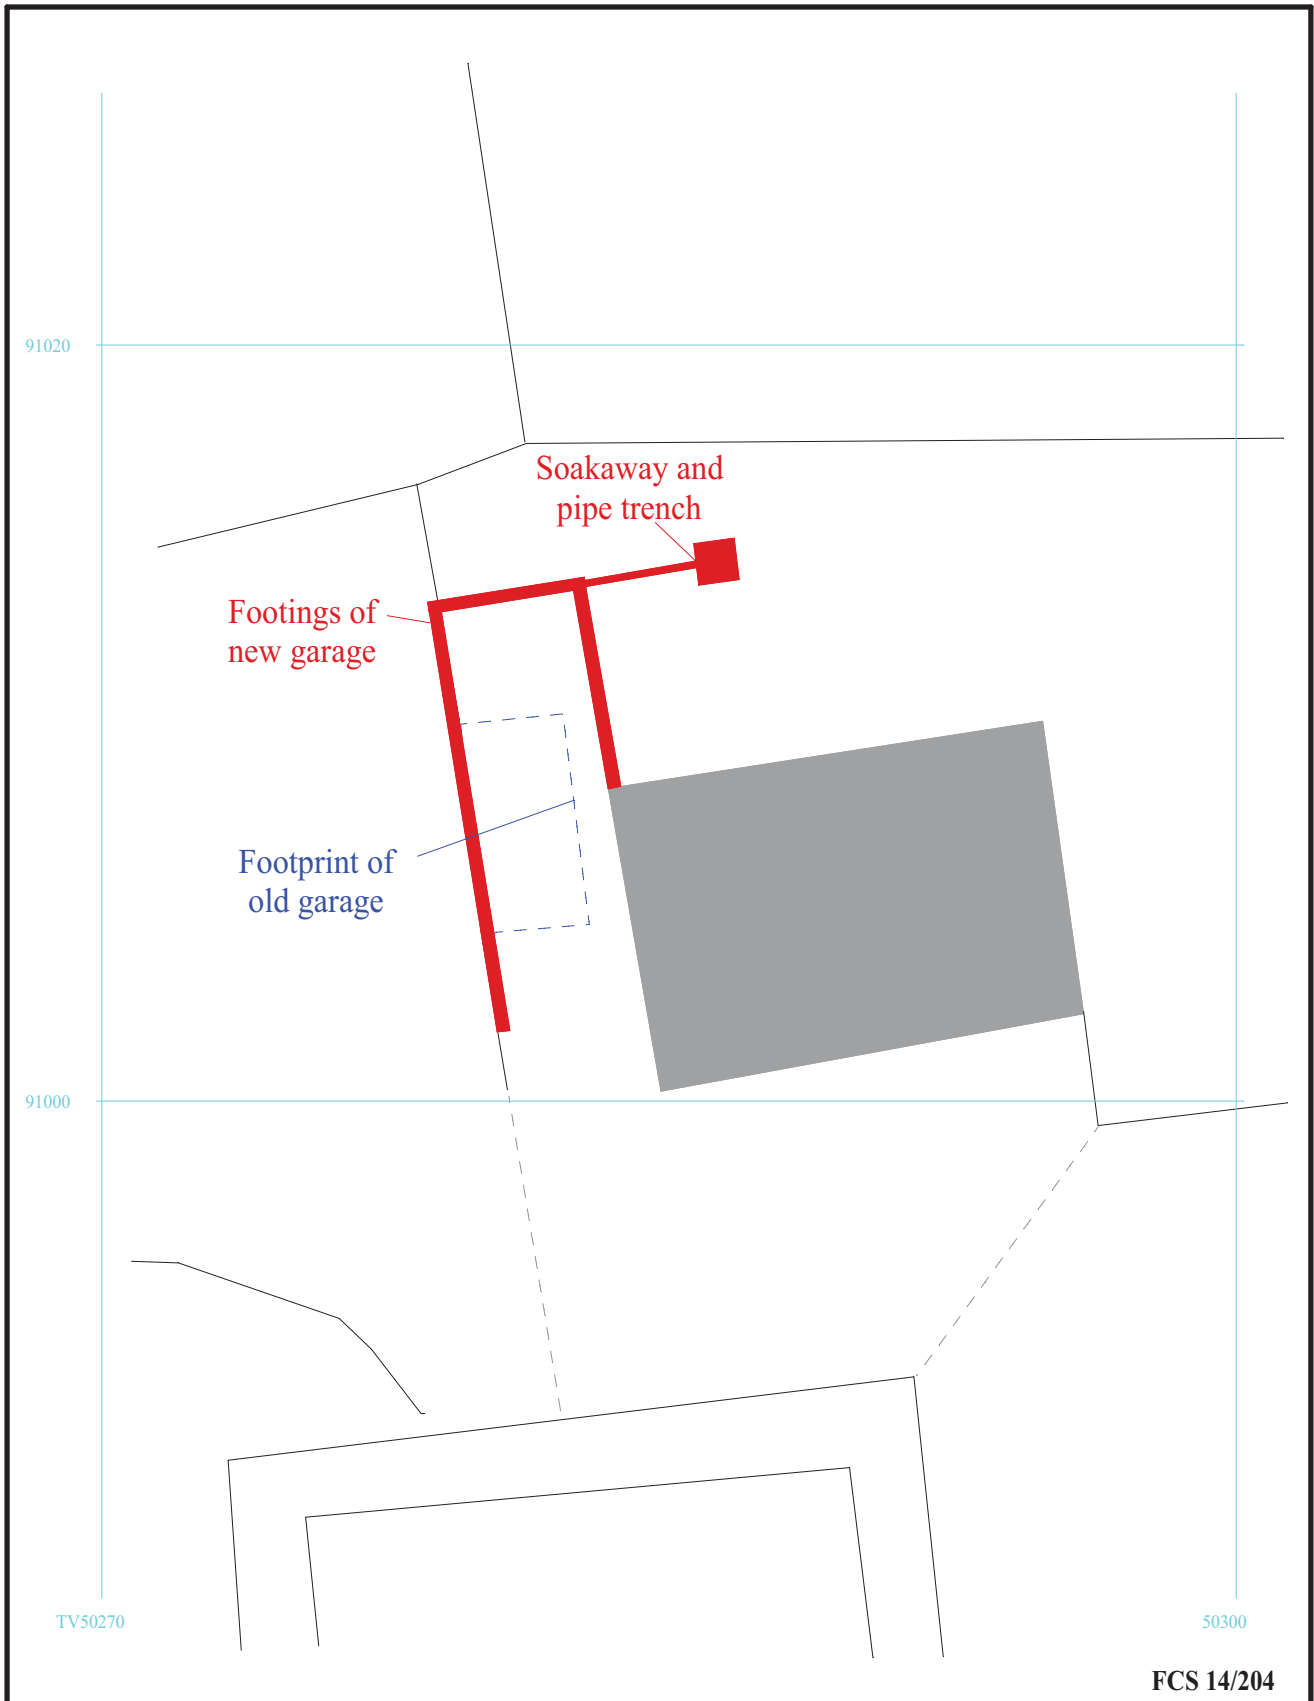 91020
Soakaway and
pipe trench
Footings of
new garage
Footprint of
old garage
91000
TV50270
50300
FCS 14/204